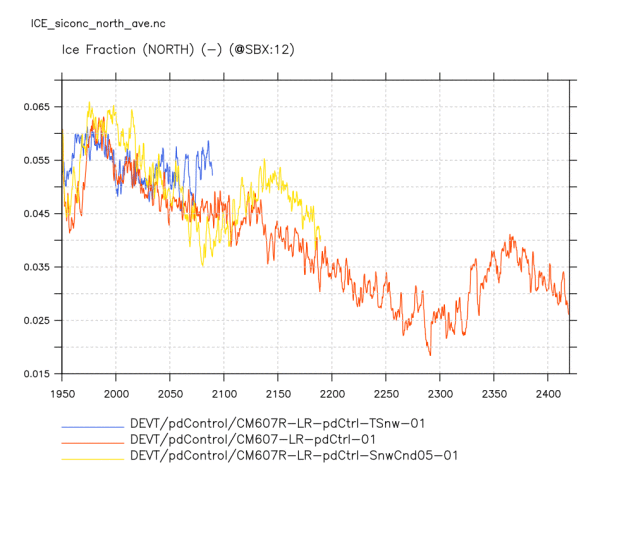 ICE_siconc_north_ave.nc
Ice Fraction (NORTH) (-) (@SBX:12)
0.065
0.055
0.045
0.035
0.025
0.015
1950 2000 2050 2100 2150 2200 2250 2300 2350 2400
DEVT/pdControl/CM607R-LR-pdCtrl-TSnw-01
DEVT/pdControl/CM607-LR-pdCtrl-01
DEVT/pdControl/CM607R-LR-pdCtrl-SnwCnd05-01